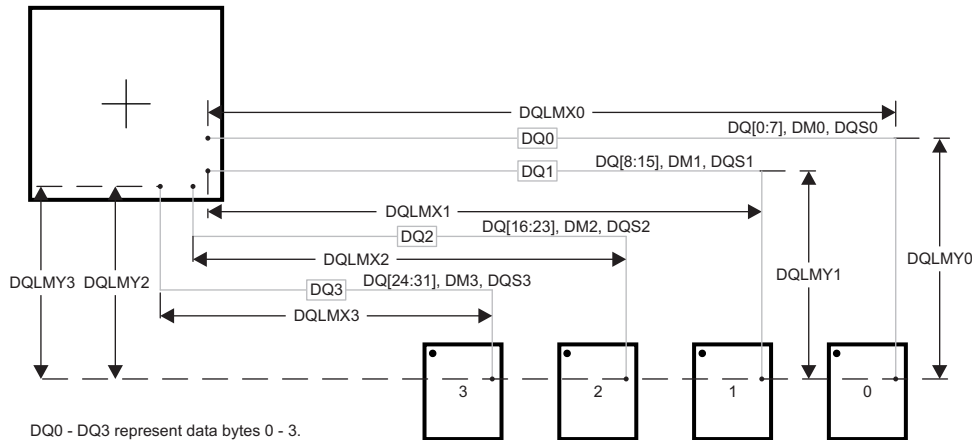 DQLMX0
DQ[0:7], DM0, DQS0
DQ0
DQ[8:15], DM1, DQS1
DQ1
DQLMX1
DQ[16:23], DM2, DQS2
DQ2
DQLMX2
DQLMY0
DQLMY1
DQLMY3
DQLMY2
DQ[24:31], DM3, DQS3
DQ3
DQLMX3
3
2
1
0
DQ0 - DQ3 represent data bytes 0 - 3.